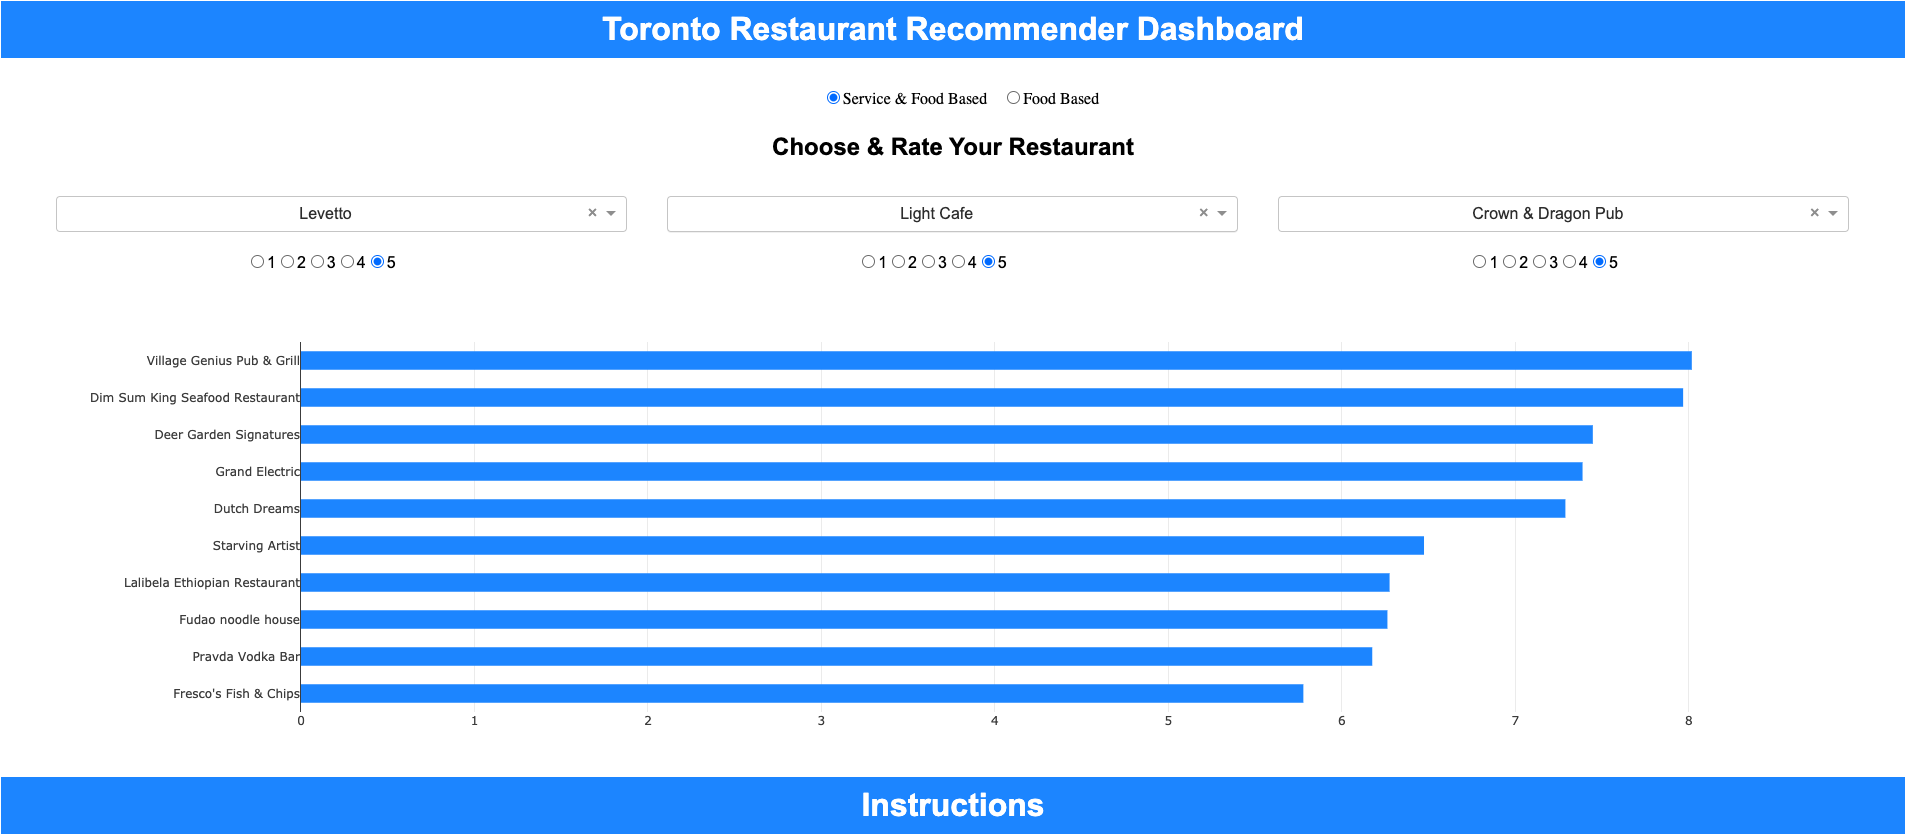 Toronto Restaurant Recommender Dashboard
Service & Food Based Food Based
Choose & Rate Your Restaurant
Levetto × Light Cafe × Crown & Dragon Pub ×
1 2 3 4 5 1 2 3 4 5 1 2 3 4 5
Village Genius Pub & Grill
Dim Sum King Seafood Restaurant
Deer Garden Signatures
Grand Electric
Dutch Dreams
Starving Artist
Lalibela Ethiopian Restaurant
Fudao noodle house
Pravda Vodka Bar
Fresco's Fish & Chips
0 1 2 3 4 5 6 7 8
Instructions